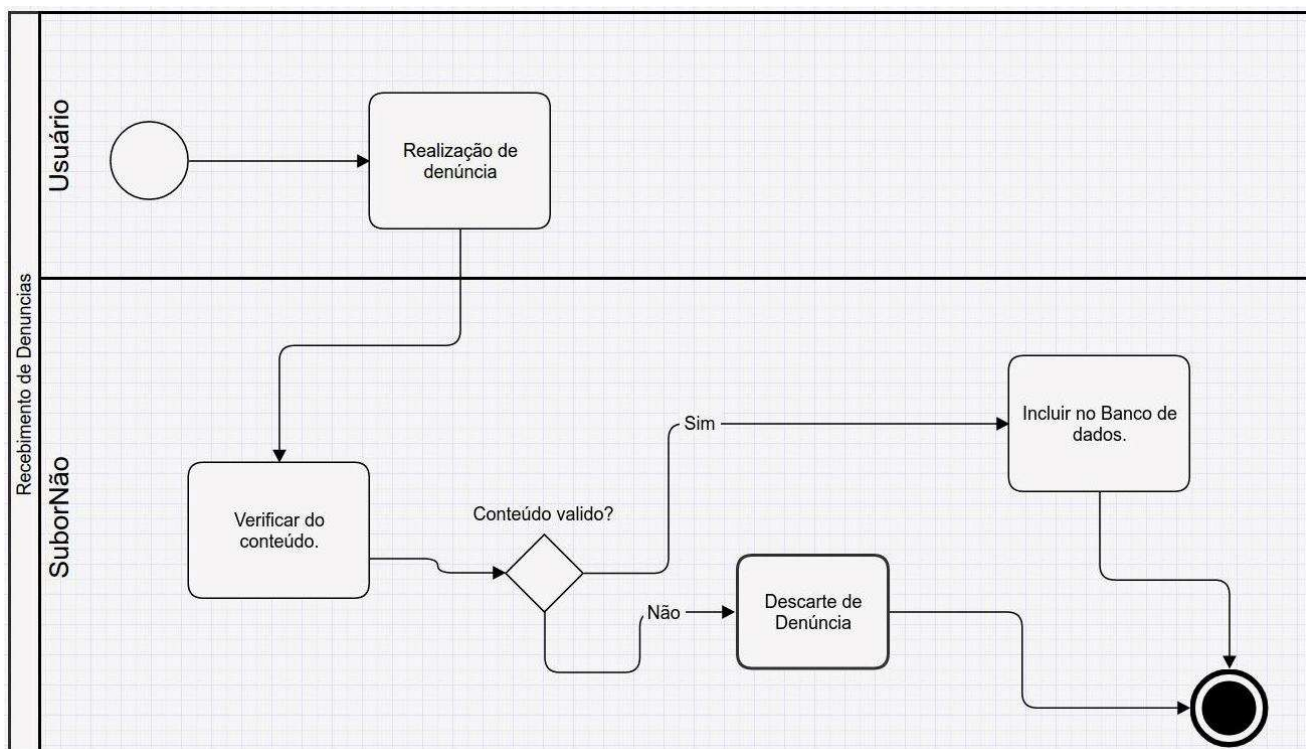 Recebimento de Denuncias
Usuário
Realização de
denúncia
SuborNão
Verificar do
conteúdo.
Conteúdo valido?
Sim
Incluir no Banco de
dados.
Não
Descarte de
Denúncia